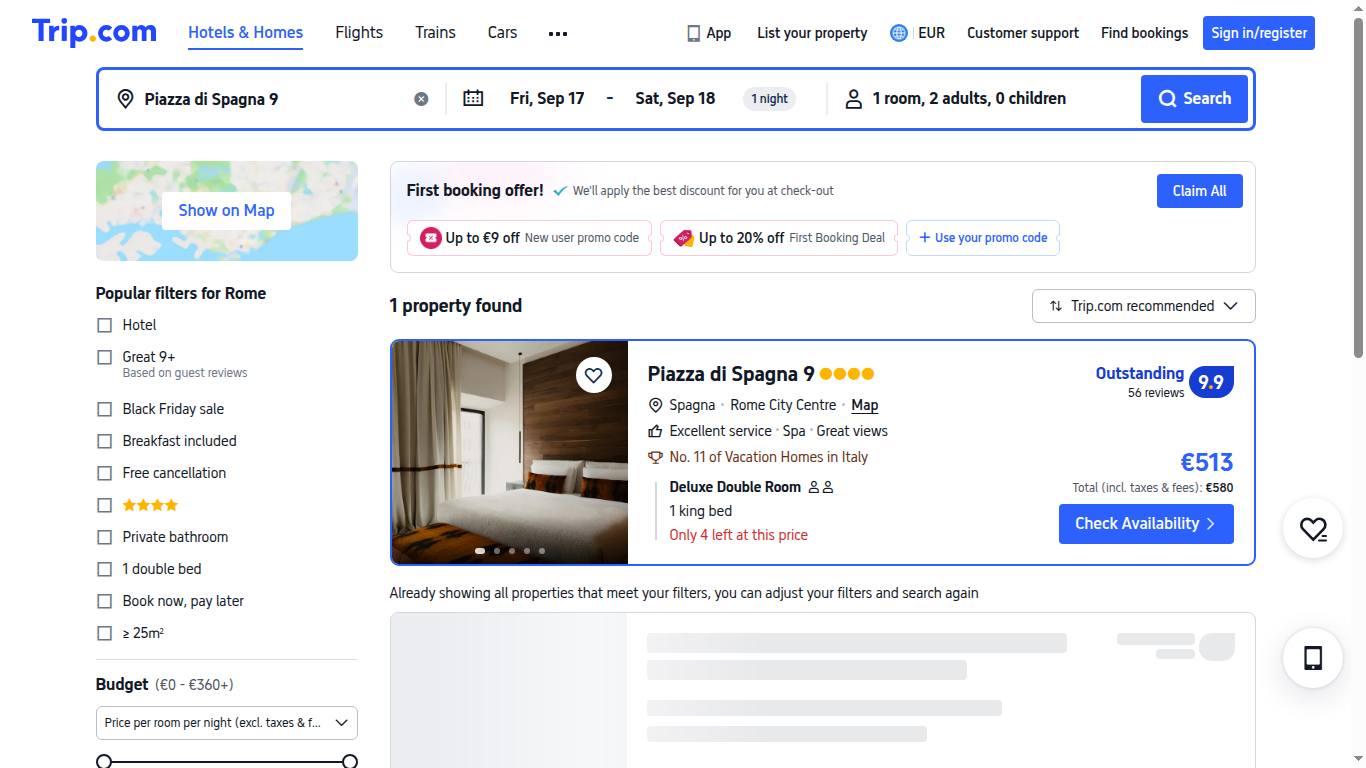 Trip.com
Hotels & Homes
Flights
Trains
Cars
App
List your property
EUR
Customer support
Find bookings
Sign in/register
Piazza di Spagna 9
Fri, Sep 17 - Sat, Sep 18
1 night
1 room, 2 adults, 0 children
Search
Show on Map
First booking offer!
We'll apply the best discount for you at check-out
Claim All
Up to €9 off New user promo code
Up to 20% off First Booking Deal
+ Use your promo code
Popular filters for Rome
Hotel
Great 9+
Based on guest reviews
Black Friday sale
Breakfast included
Free cancellation
Private bathroom
1 double bed
Book now, pay later
≥ 25m²
Budget (€0 - €360+)
Price per room per night (excl. taxes & f...
1 property found
Trip.com recommended
Piazza di Spagna 9
Outstanding
56 reviews
9.9
Spagna · Rome City Centre · Map
Excellent service · Spa · Great views
No. 11 of Vacation Homes in Italy
Deluxe Double Room
1 king bed
Only 4 left at this price
€513
Total (incl. taxes & fees): €580
Check Availability
Already showing all properties that meet your filters, you can adjust your filters and search again